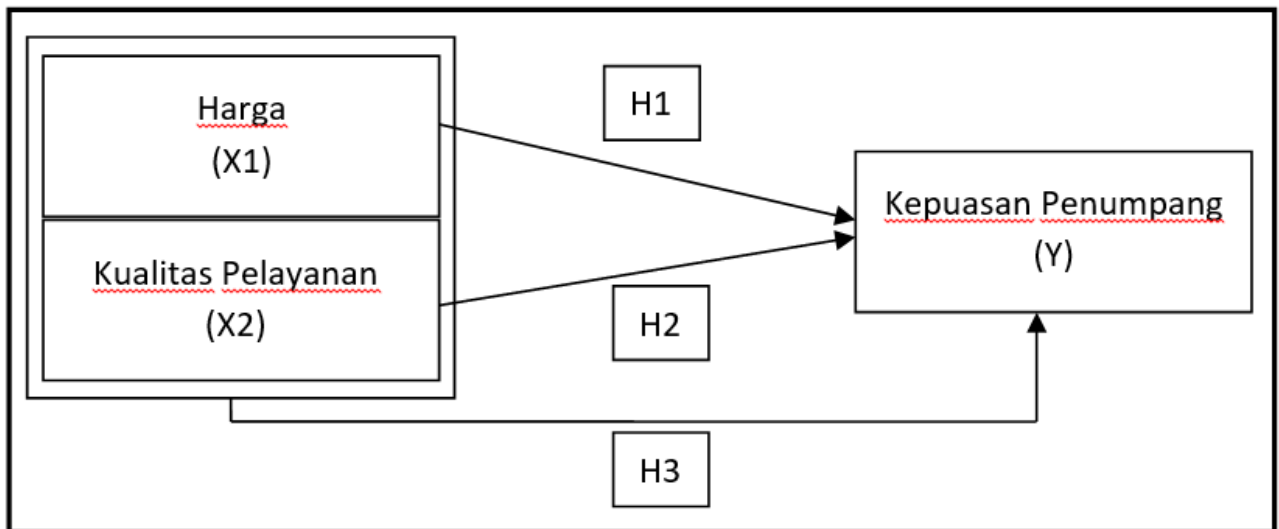 Harga
(X1)
H1
Kepuasan Penumpang
(Y)
Kualitas Pelayanan
(X2)
H2
H3